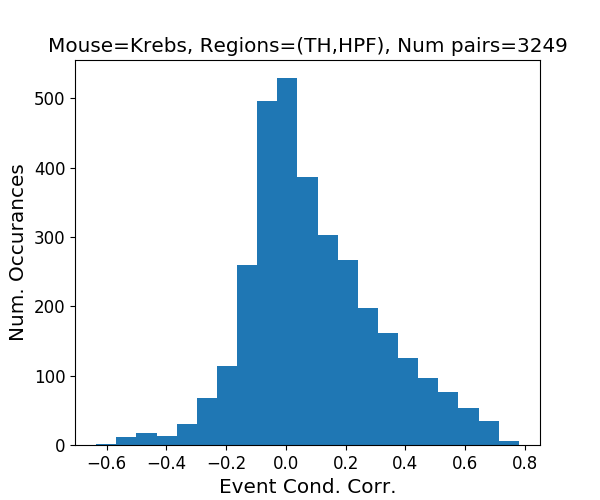 Mouse=Krebs, Regions=(TH,HPF), Num pairs=3249
500
400
300
200
100
0
Num. Occurances
−0.6 −0.4 −0.2 0.0 0.2 0.4 0.6 0.8
Event Cond. Corr.